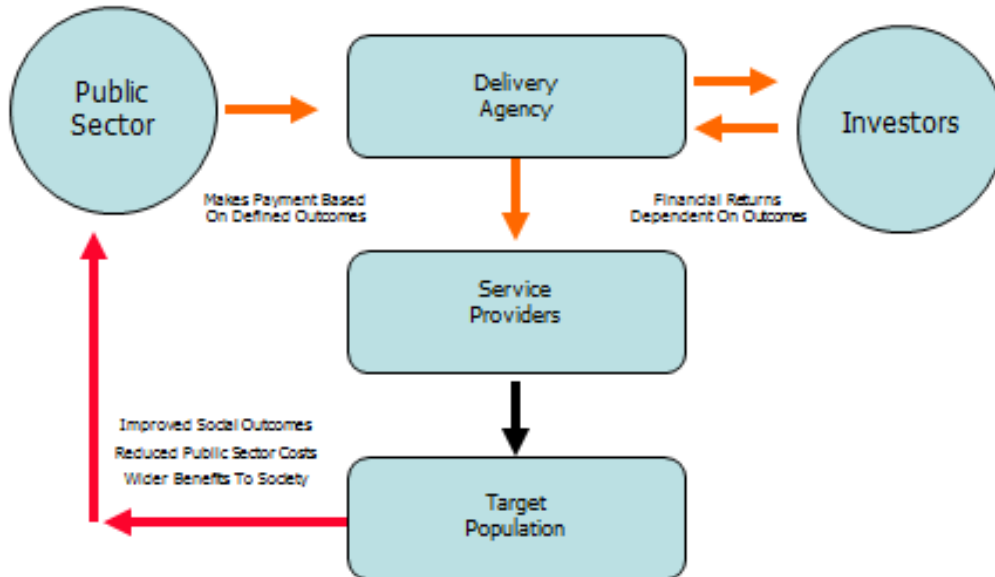 Public
Sector
Delivery
Agency
Investors
Makes Payment Based
On Defined Outcomes
Financial Returns
Dependent On Outcomes
Service
Providers
Improved Social Outcomes
Reduced Public Sector Costs
Wider Benefits To Society
Target
Population